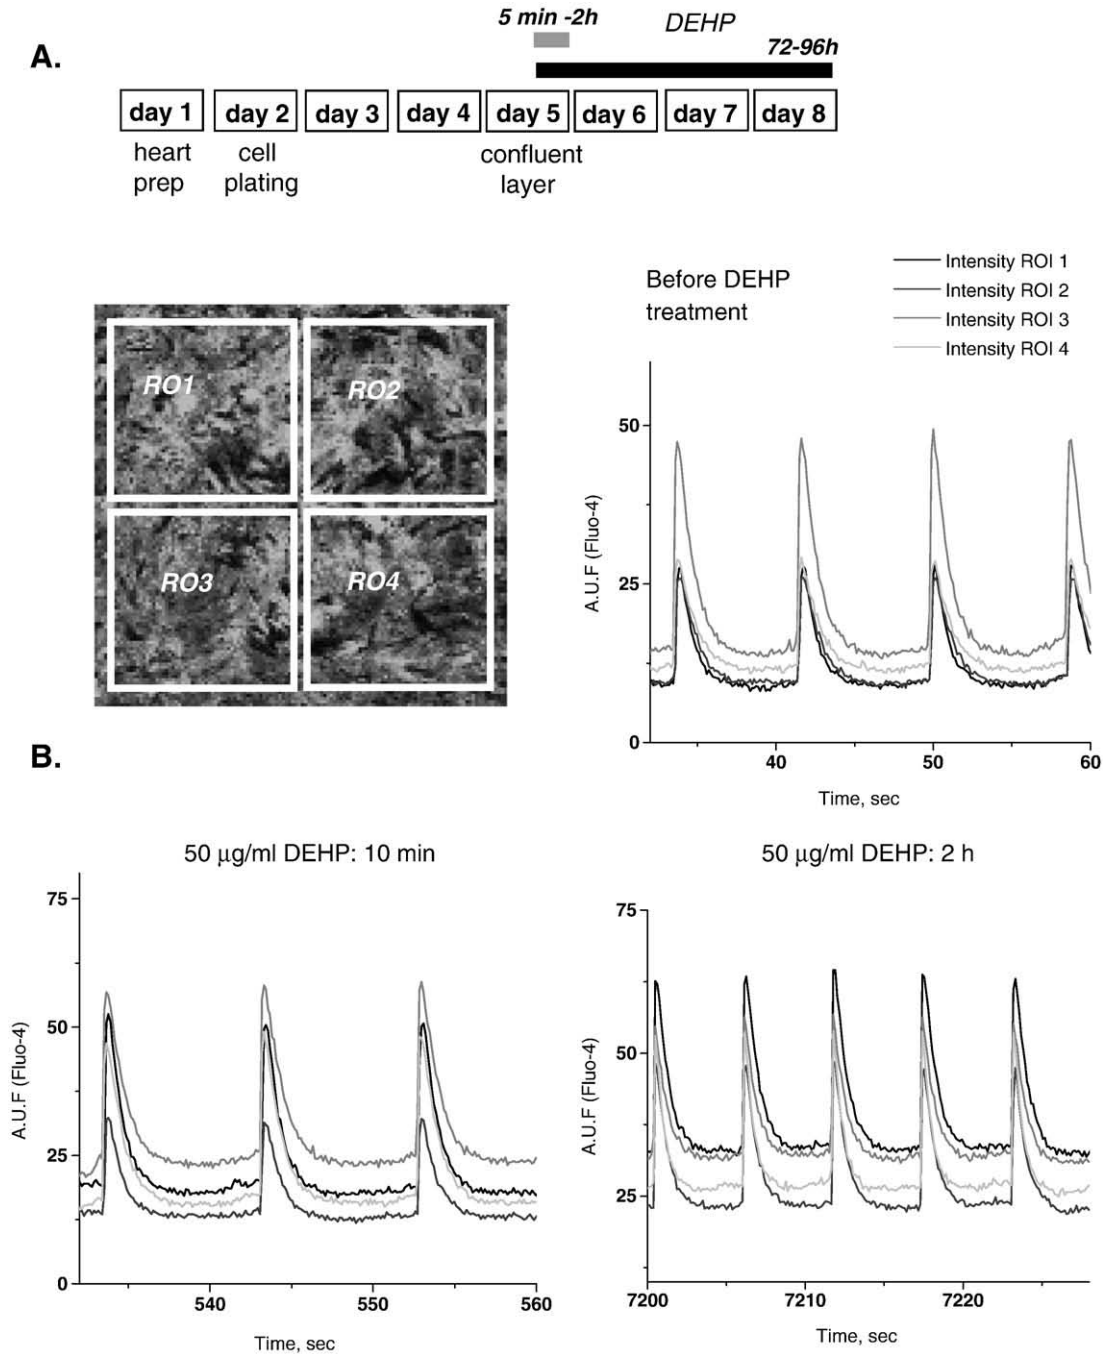 A.
5 min -2h
DEHP
72-96h
day 1 day 2 day 3 day 4 day 5 day 6 day 7 day 8
heart prep
cell plating
confluent layer
RO1
RO2
RO3
RO4
Before DEHP
treatment
Intensity ROI 1
Intensity ROI 2
Intensity ROI 3
Intensity ROI 4
A.U.F (Fluo-4)
50
25
0
40 50 60
Time, sec
B.
50 µg/ml DEHP: 10 min
A.U.F (Fluo-4)
75
50
25
0
540 550 560
Time, sec
50 µg/ml DEHP: 2 h
A.U.F (Fluo-4)
75
50
25
7200 7210 7220
Time, sec